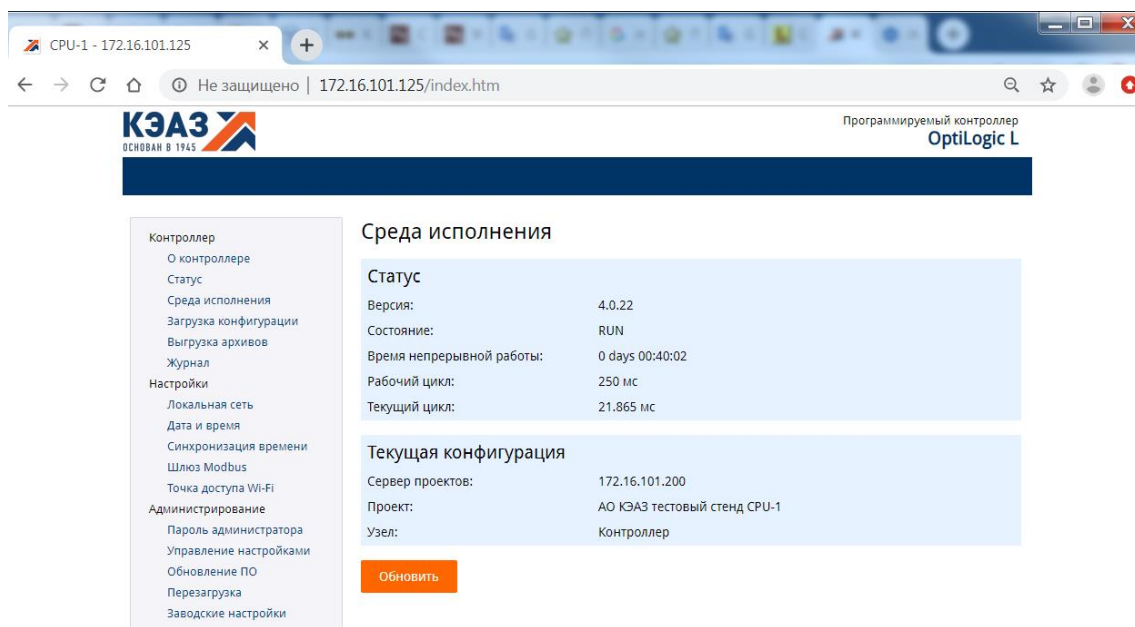 CPU-1 - 172.16.101.125
Не защищено | 172.16.101.125/index.htm
КЭАЗ
ОСНОВАН В 1945
Программируемый контроллер
OptiLogic L
Контроллер
О контроллере
Статус
Среда исполнения
Загрузка конфигурации
Выгрузка архивов
Журнал
Настройки
Локальная сеть
Дата и время
Синхронизация времени
Шлюз Modbus
Точка доступа Wi-Fi
Администрирование
Пароль администратора
Управление настройками
Обновление ПО
Перезагрузка
Заводские настройки
Среда исполнения
Статус
Версия: 4.0.22
Состояние: RUN
Время непрерывной работы: 0 days 00:40:02
Рабочий цикл: 250 мс
Текущий цикл: 21.865 мс
Текущая конфигурация
Сервер проектов: 172.16.101.200
Проект: АО КЭАЗ тестовый стенд CPU-1
Узел: Контроллер
Обновить